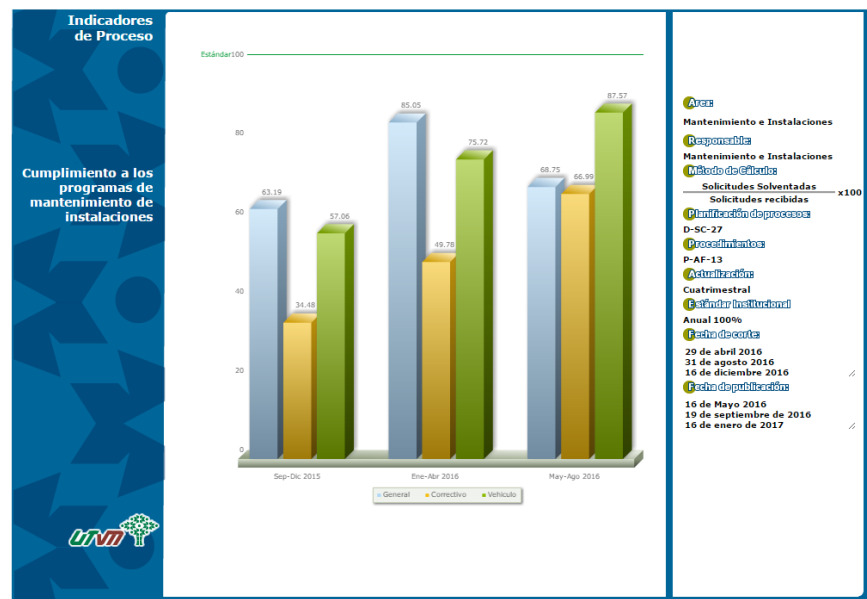 Indicadores
de Proceso
Cumplimiento a los
programas de
mantenimiento de
instalaciones
UTVM
Estándar100
80
60
40
20
0
63.19
34.48
57.06
85.05
49.78
75.72
68.75
66.99
87.57
Sep-Dic 2015
Ene-Abr 2016
May-Ago 2016
General
Correctivo
Vehiculo
Área:
Mantenimiento e Instalaciones
Responsable:
Mantenimiento e Instalaciones
Método de Cálculo:
Solicitudes Solventadas
x100
Solicitudes recibidas
Planificación de procesos:
D-SC-27
Procedimientos:
P-AF-13
Actualización:
Cuatrimestral
Estándar Institucional
Anual 100%
Fecha de corte:
29 de abril 2016
31 de agosto 2016
16 de diciembre 2016
Fecha de publicación:
16 de Mayo 2016
19 de septiembre de 2016
16 de enero de 2017